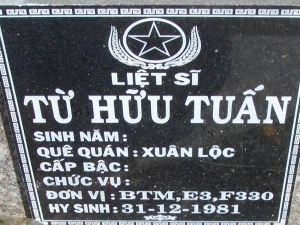 LIỆT SĨ
TỪ HỮU TUẤN
SINH NĂM :
QUÊ QUÁN : XUÂN LỘC
CẤP BẬC :
CHỨC VỤ :
ĐƠN VỊ : BTM,E3,F330
HY SINH : 31-12-1981